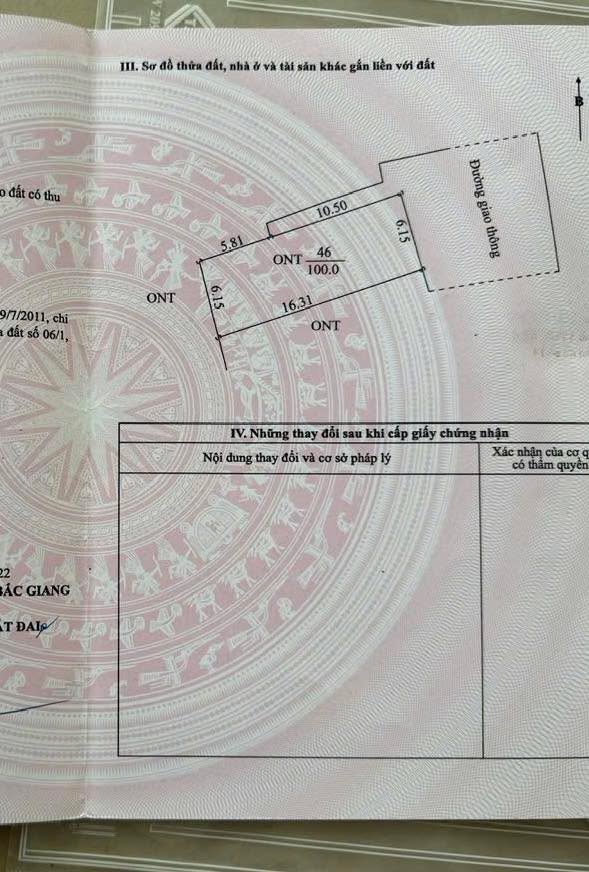 III. Sơ đồ thửa đất, nhà ở và tài sản khác gắn liền với đất
B
đất có thu
Đường giao thông
10.50
5.81
6.15
ONT 46
100.0
6.15
16.31
ONT
ONT
9/7/2011, chi
đất số 06/1,
IV. Những thay đổi sau khi cấp giấy chứng nhận
Nội dung thay đổi và cơ sở pháp lý
Xác nhận của cơ q
có thẩm quyền
22
BẮC GIANG
ẤT ĐAI